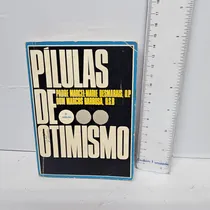 PÍLULAS
DE
PADRE MARCEL-MARIE DESMARAIS, O.P.
DOM MARCOS BARBOSA, O.S.B
OTIMISMO